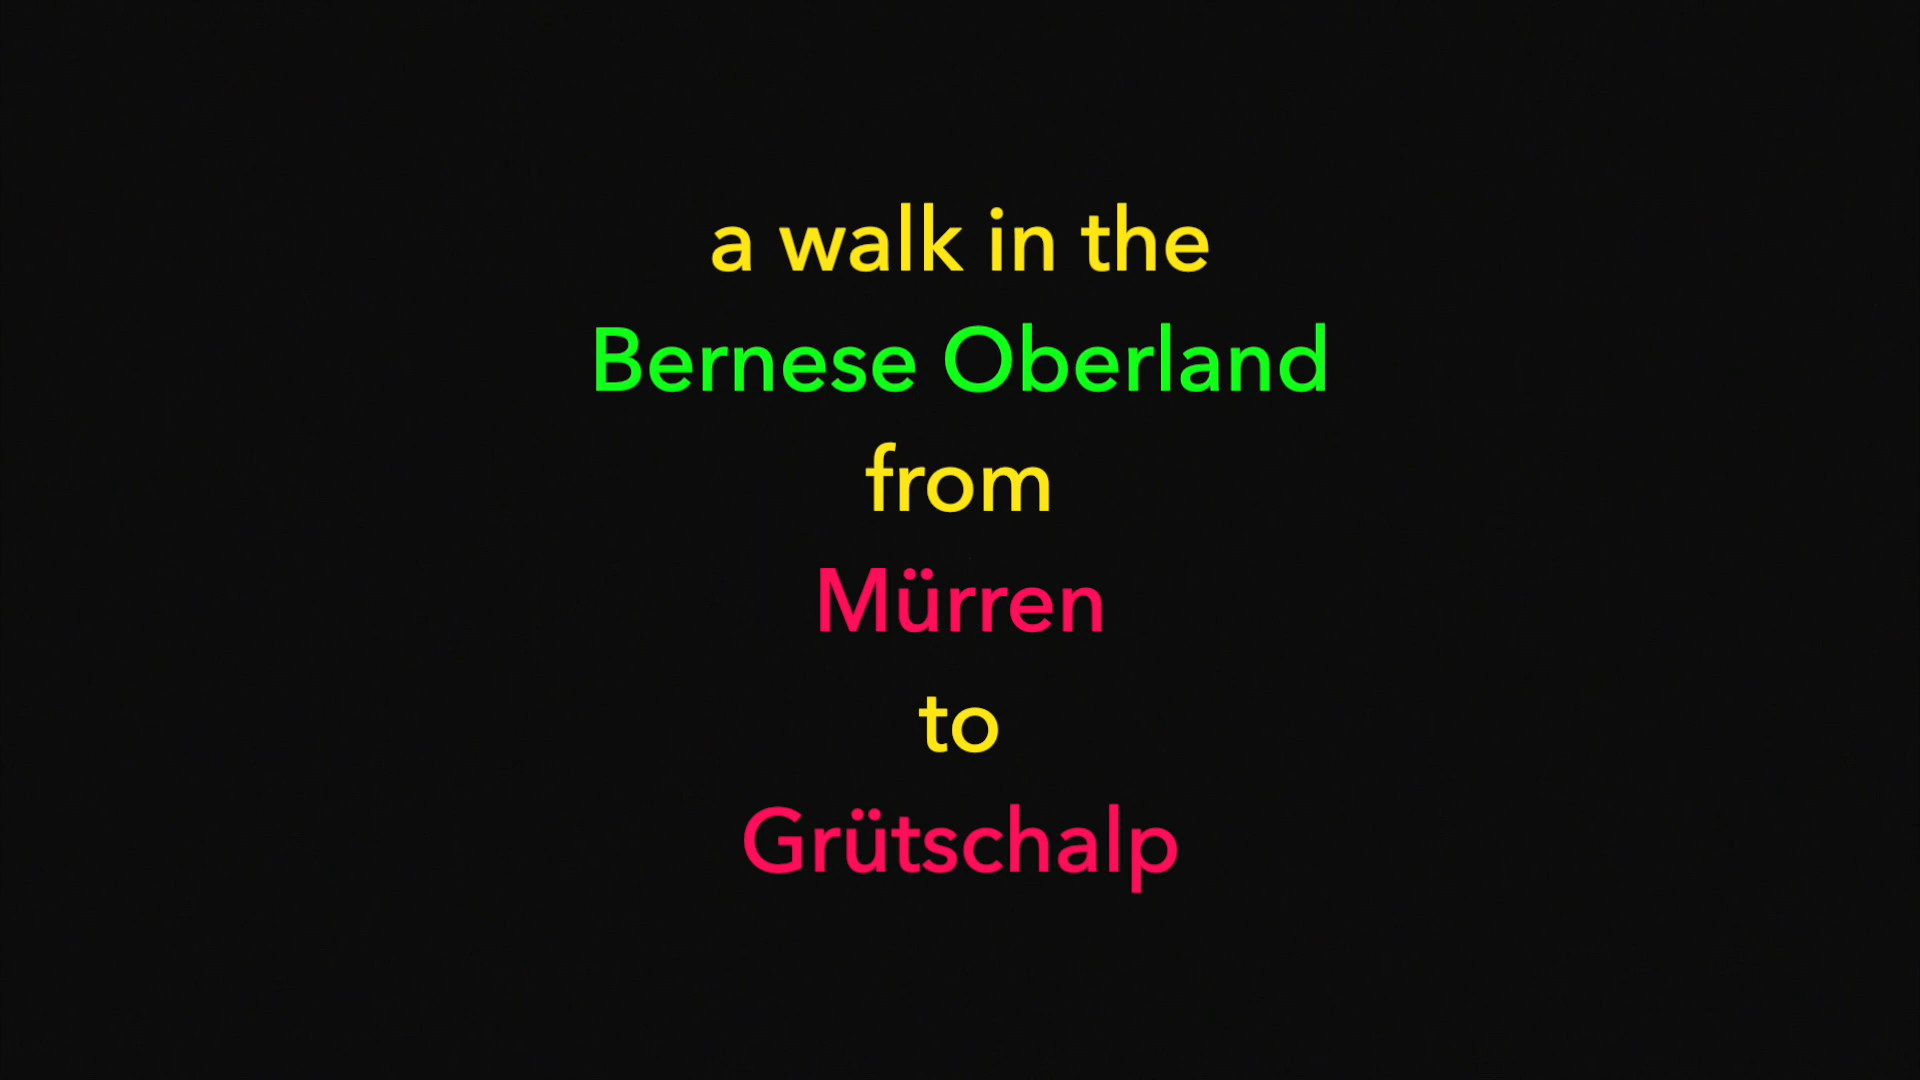 a walk in the
Bernese Oberland
from
Mürren
to
Grütschalp